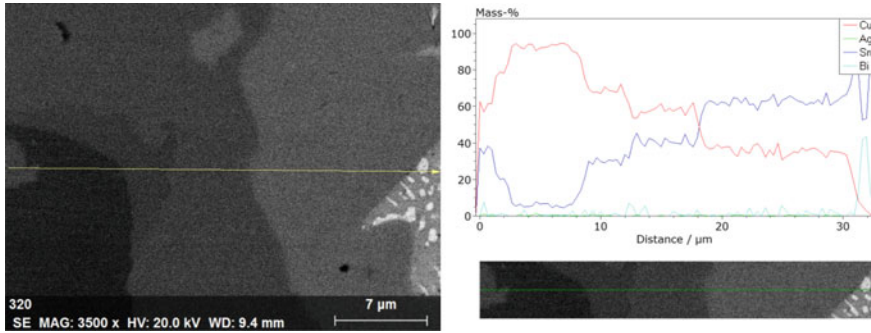 320
SE MAG: 3500 x HV: 20.0 kV WD: 9.4 mm
7 µm
Mass-%
100
80
60
40
20
0
0 10 20 30
Distance / µm
Cu
Ag
Sn
Bi